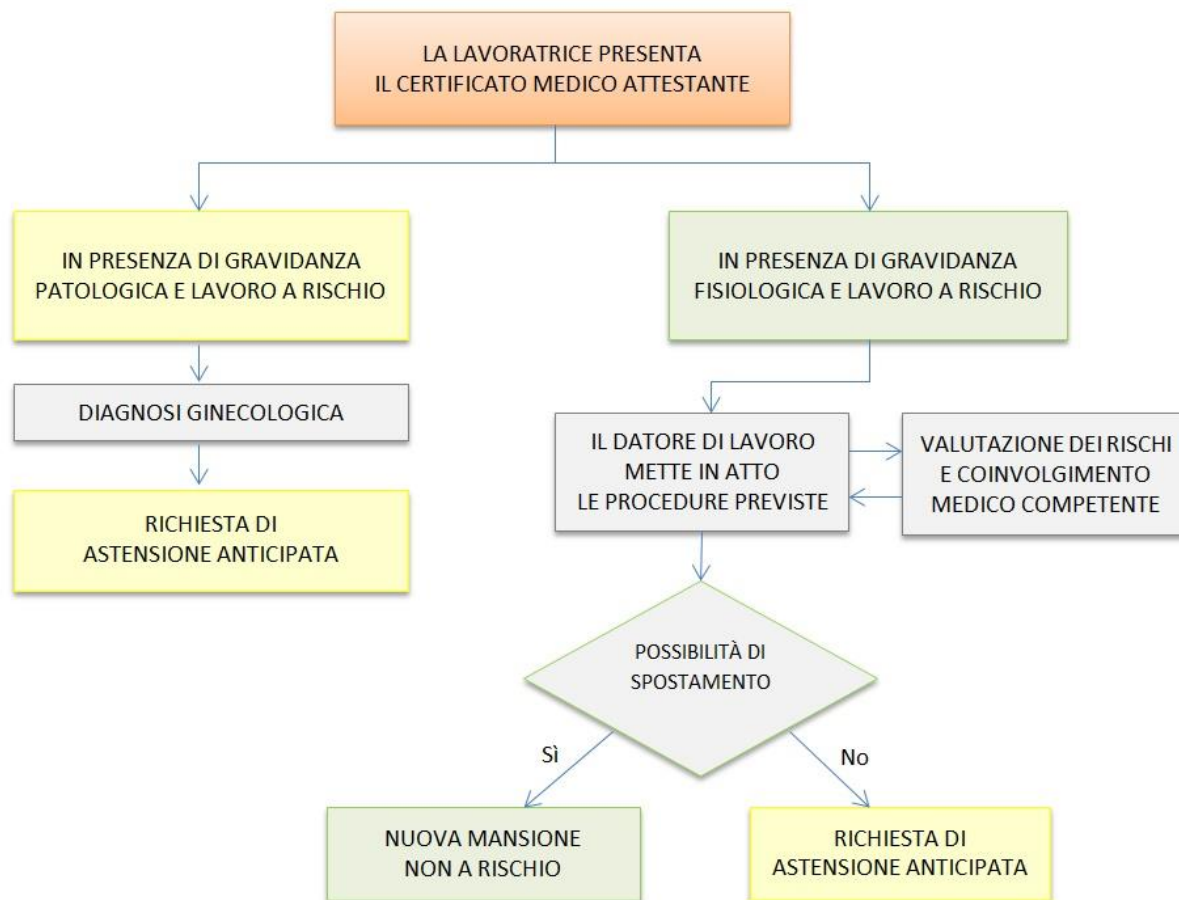 LA LAVORATRICE PRESENTA
IL CERTIFICATO MEDICO ATTESTANTE
IN PRESENZA DI GRAVIDANZA
PATOLOGICA E LAVORO A RISCHIO
IN PRESENZA DI GRAVIDANZA
FISIOLOGICA E LAVORO A RISCHIO
DIAGNOSI GINECOLOGICA
RICHIESTA DI
ASTENSIONE ANTICIPATA
IL DATORE DI LAVORO
METTE IN ATTO
LE PROCEDURE PREVISTE
VALUTAZIONE DEI RISCHI
E COINVOLGIMENTO
MEDICO COMPETENTE
POSSIBILITÀ DI
SPOSTAMENTO
Sì
No
NUOVA MANSIONE
NON A RISCHIO
RICHIESTA DI
ASTENSIONE ANTICIPATA